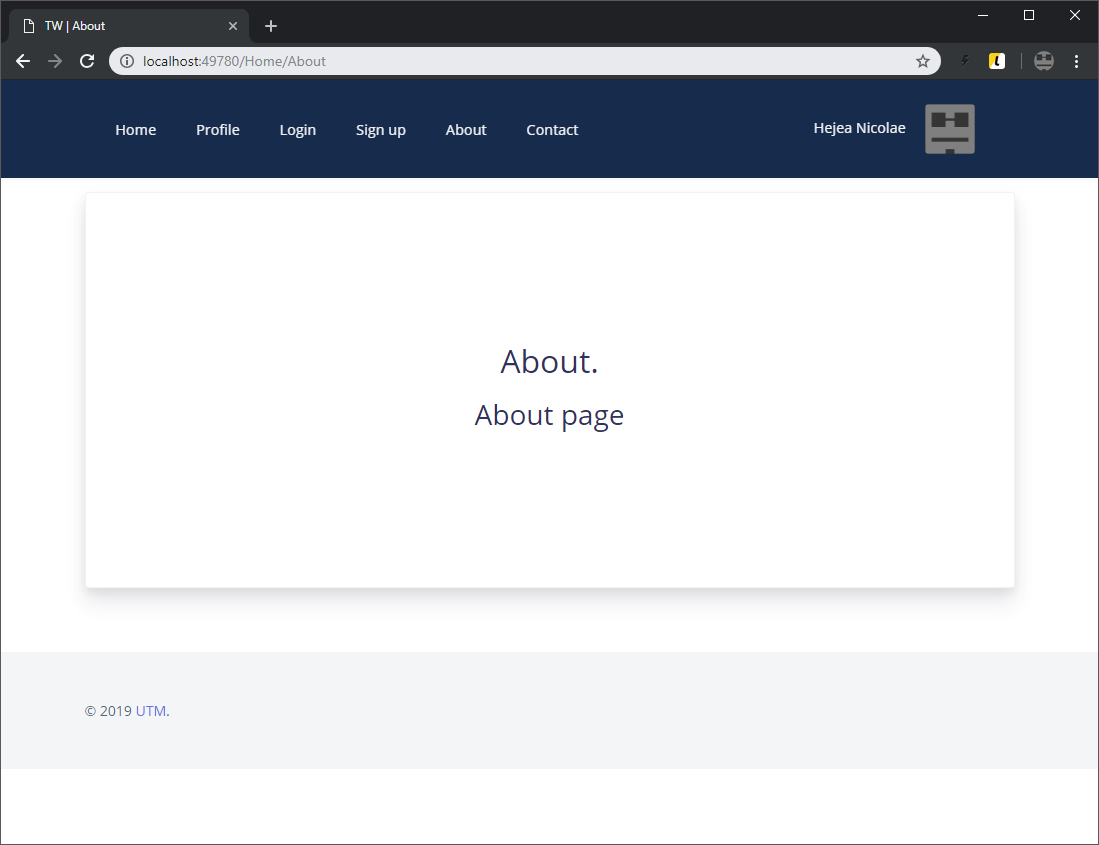 TW | About
localhost:49780/Home/About
Home Profile Login Sign up About Contact Hejea Nicolae
About.
About page
© 2019 UTM.